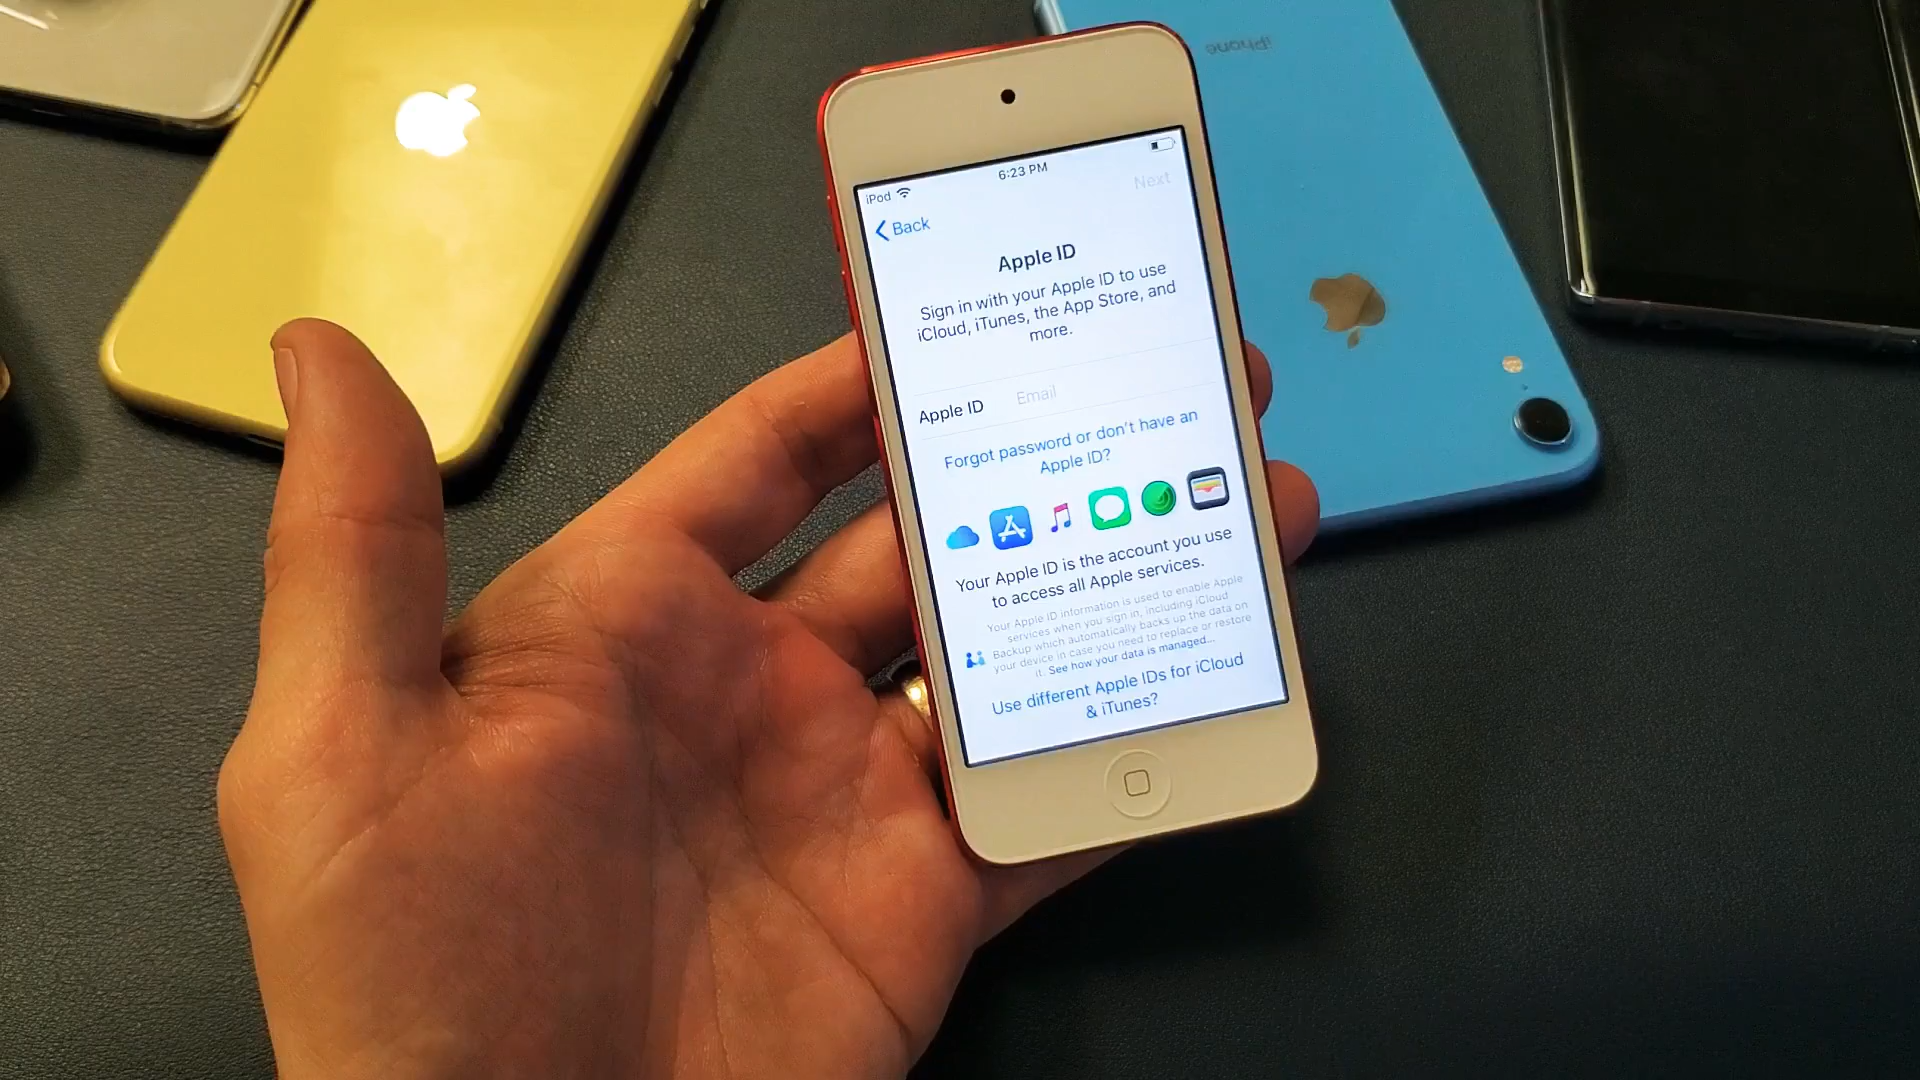 iPhone
6:23 PM
iPod
Next
Back
Apple ID
Sign in with your Apple ID to use
iCloud, iTunes, the App Store, and
more.
Apple ID Email
Forgot password or don't have an
Apple ID?
Your Apple ID is the account you use
to access all Apple services.
Your Apple ID information is used to enable Apple
services when you sign in, including iCloud
Backup which automatically backs up the data on
your device in case you need to replace or restore
it. See how your data is managed...
Use different Apple IDs for iCloud
& iTunes?